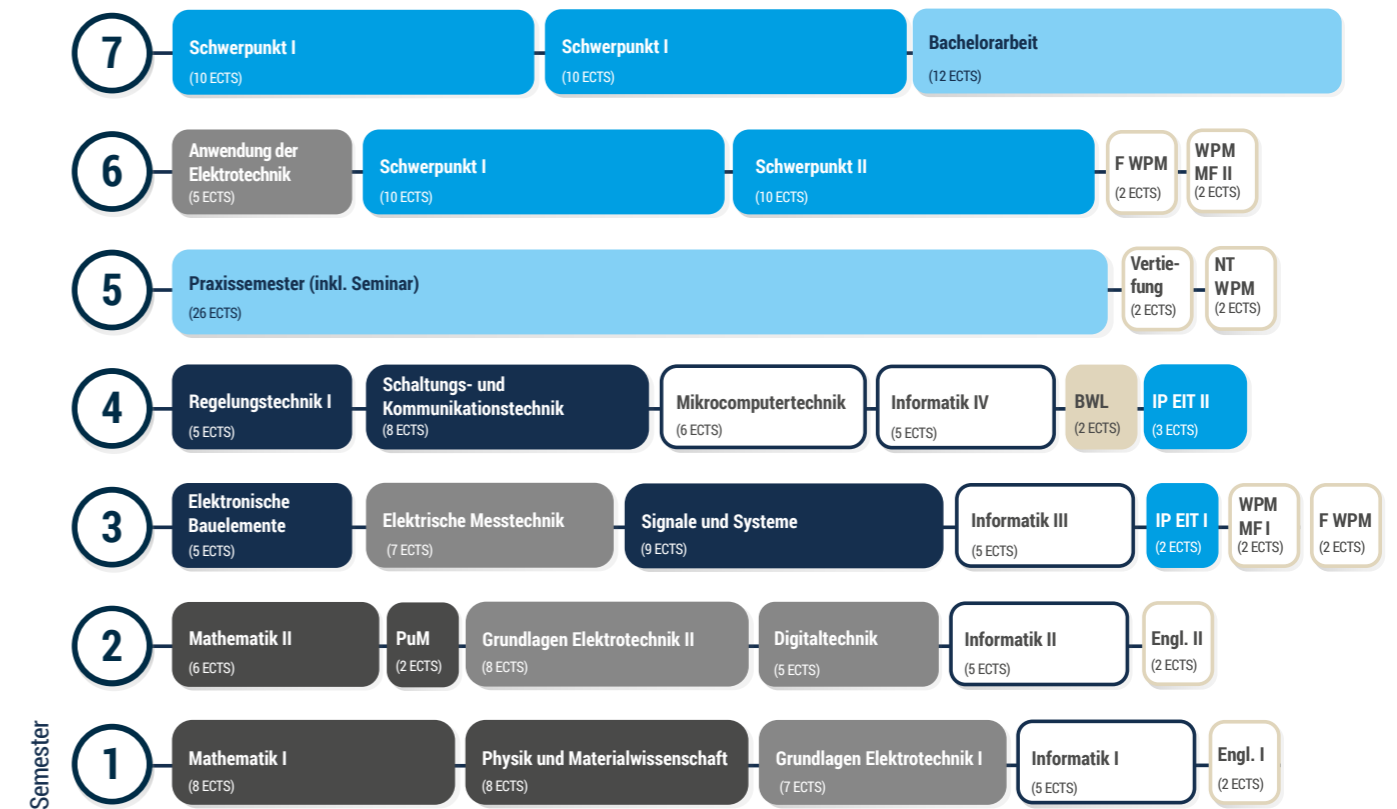 7
Schwerpunkt I
(10 ECTS)
Schwerpunkt I
(10 ECTS)
Bachelorarbeit
(12 ECTS)
6
Anwendung der
Elektrotechnik
(5 ECTS)
Schwerpunkt I
(10 ECTS)
Schwerpunkt II
(10 ECTS)
F WPM
(2 ECTS)
WPM
MF II
(2 ECTS)
5
Praxissemester (inkl. Seminar)
(26 ECTS)
Vertie-
fung
(2 ECTS)
NT
WPM
(2 ECTS)
4
Regelungstechnik I
(5 ECTS)
Schaltungs- und
Kommunikationstechnik
(8 ECTS)
Mikrocomputertechnik
(6 ECTS)
Informatik IV
(5 ECTS)
BWL
(2 ECTS)
IP EIT II
(3 ECTS)
3
Elektronische
Bauelemente
(5 ECTS)
Elektrische Messtechnik
(7 ECTS)
Signale und Systeme
(9 ECTS)
Informatik III
(5 ECTS)
IP EIT I
(2 ECTS)
WPM
MF I
(2 ECTS)
F WPM
(2 ECTS)
2
Mathematik II
(6 ECTS)
PuM
(2 ECTS)
Grundlagen Elektrotechnik II
(8 ECTS)
Digitaltechnik
(5 ECTS)
Informatik II
(5 ECTS)
Engl. II
(2 ECTS)
Semester
1
Mathematik I
(8 ECTS)
Physik und Materialwissenschaft
(8 ECTS)
Grundlagen Elektrotechnik I
(7 ECTS)
Informatik I
(5 ECTS)
Engl. I
(2 ECTS)